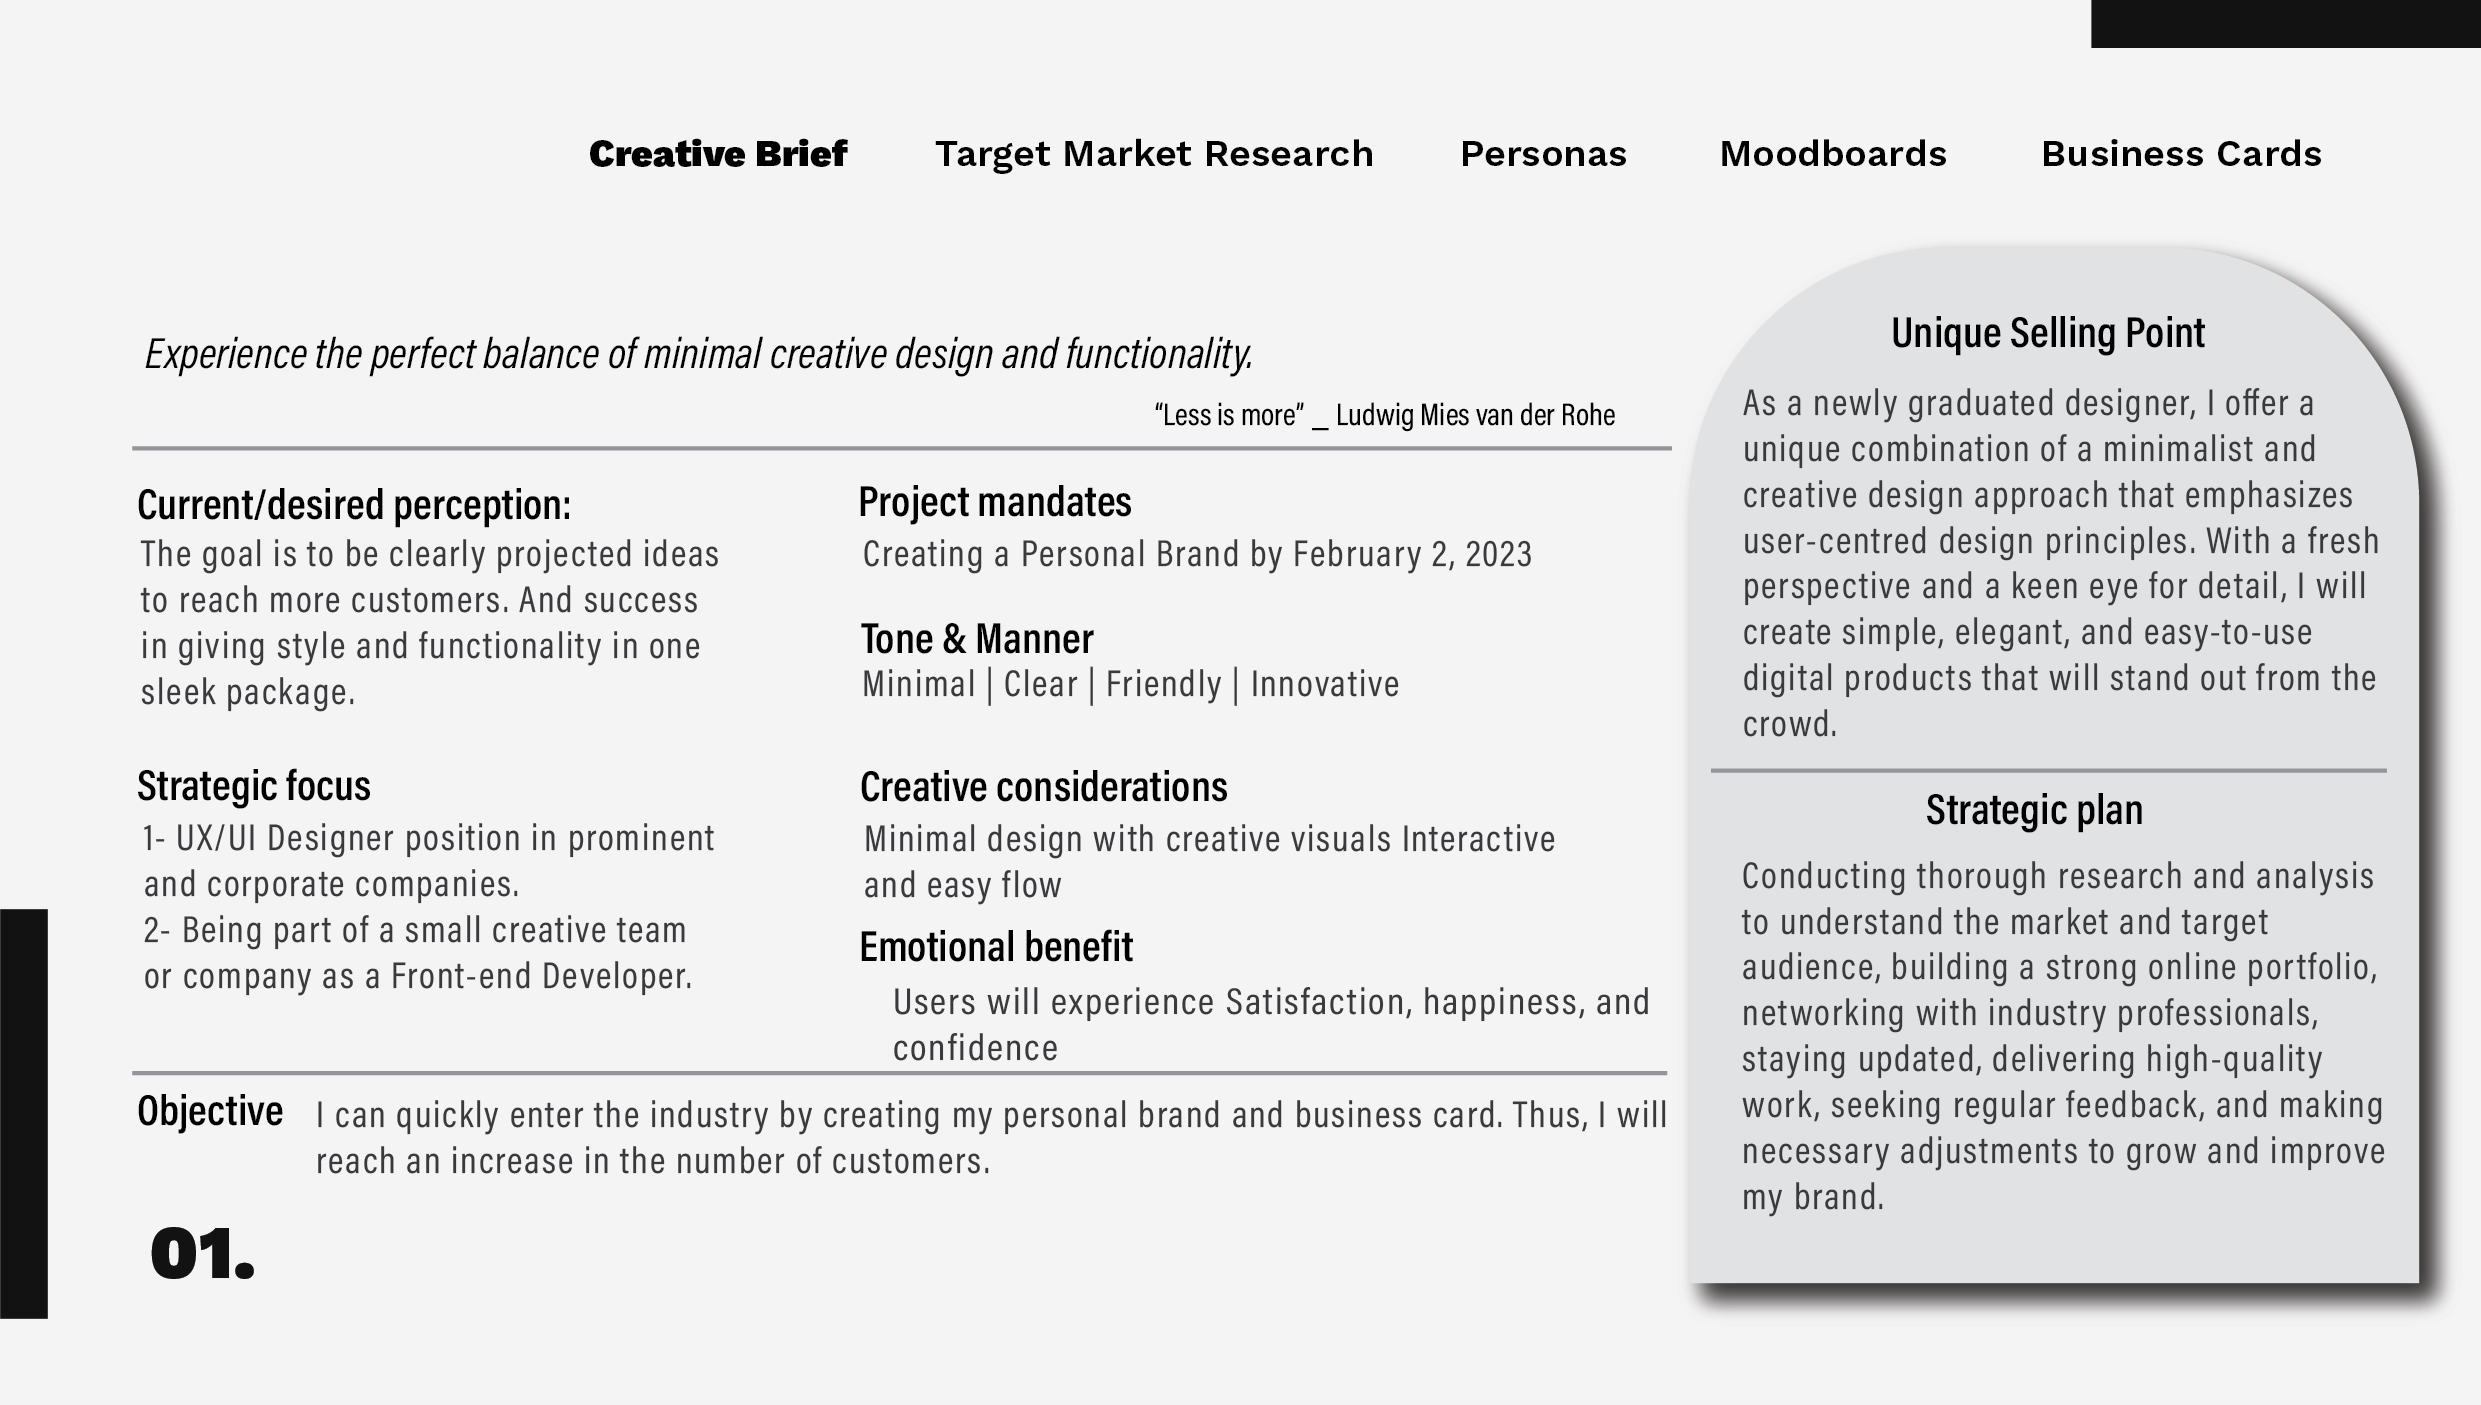 Creative Brief Target Market Research Personas Moodboards Business Cards
Experience the perfect balance of minimal creative design and functionality.
“Less is more” _ Ludwig Mies van der Rohe
Current/desired perception:
The goal is to be clearly projected ideas
to reach more customers. And success
in giving style and functionality in one
sleek package.
Strategic focus
1- UX/UI Designer position in prominent
and corporate companies.
2- Being part of a small creative team
or company as a Front-end Developer.
Project mandates
Creating a Personal Brand by February 2, 2023
Tone & Manner
Minimal | Clear | Friendly | Innovative
Creative considerations
Minimal design with creative visuals Interactive
and easy flow
Emotional benefit
Users will experience Satisfaction, happiness, and
confidence
Objective I can quickly enter the industry by creating my personal brand and business card. Thus, I will
reach an increase in the number of customers.
01.
Unique Selling Point
As a newly graduated designer, I offer a
unique combination of a minimalist and
creative design approach that emphasizes
user-centred design principles. With a fresh
perspective and a keen eye for detail, I will
create simple, elegant, and easy-to-use
digital products that will stand out from the
crowd.
Strategic plan
Conducting thorough research and analysis
to understand the market and target
audience, building a strong online portfolio,
networking with industry professionals,
staying updated, delivering high-quality
work, seeking regular feedback, and making
necessary adjustments to grow and improve
my brand.